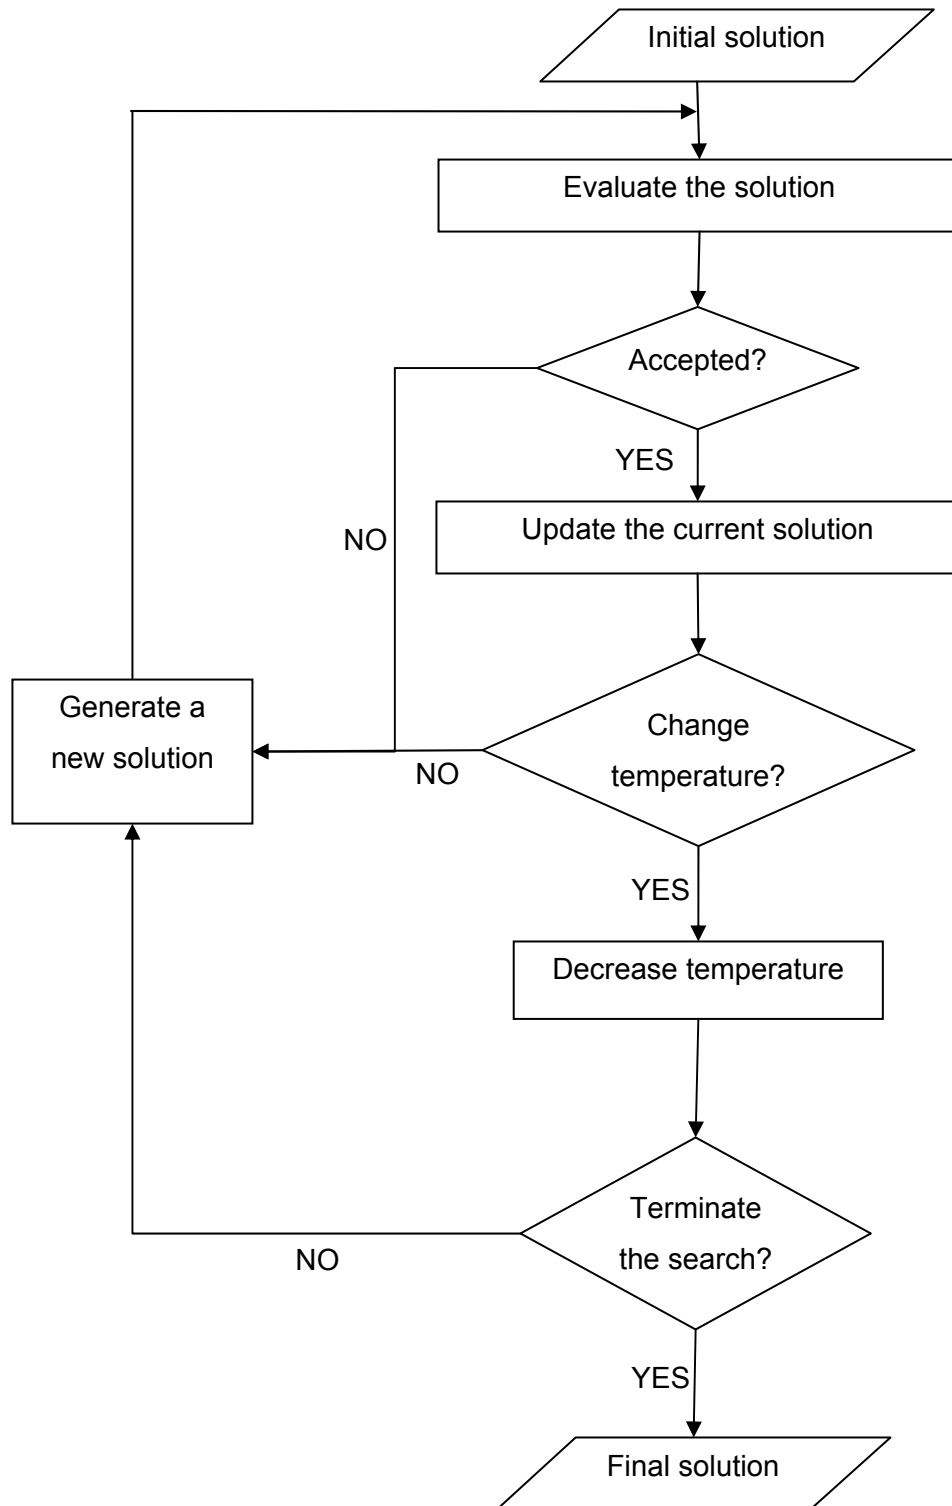 Initial solution
Evaluate the solution
Accepted?
YES
NO
Update the current solution
Generate a
new solution
Change
temperature?
NO
YES
Decrease temperature
Terminate
the search?
NO
YES
Final solution